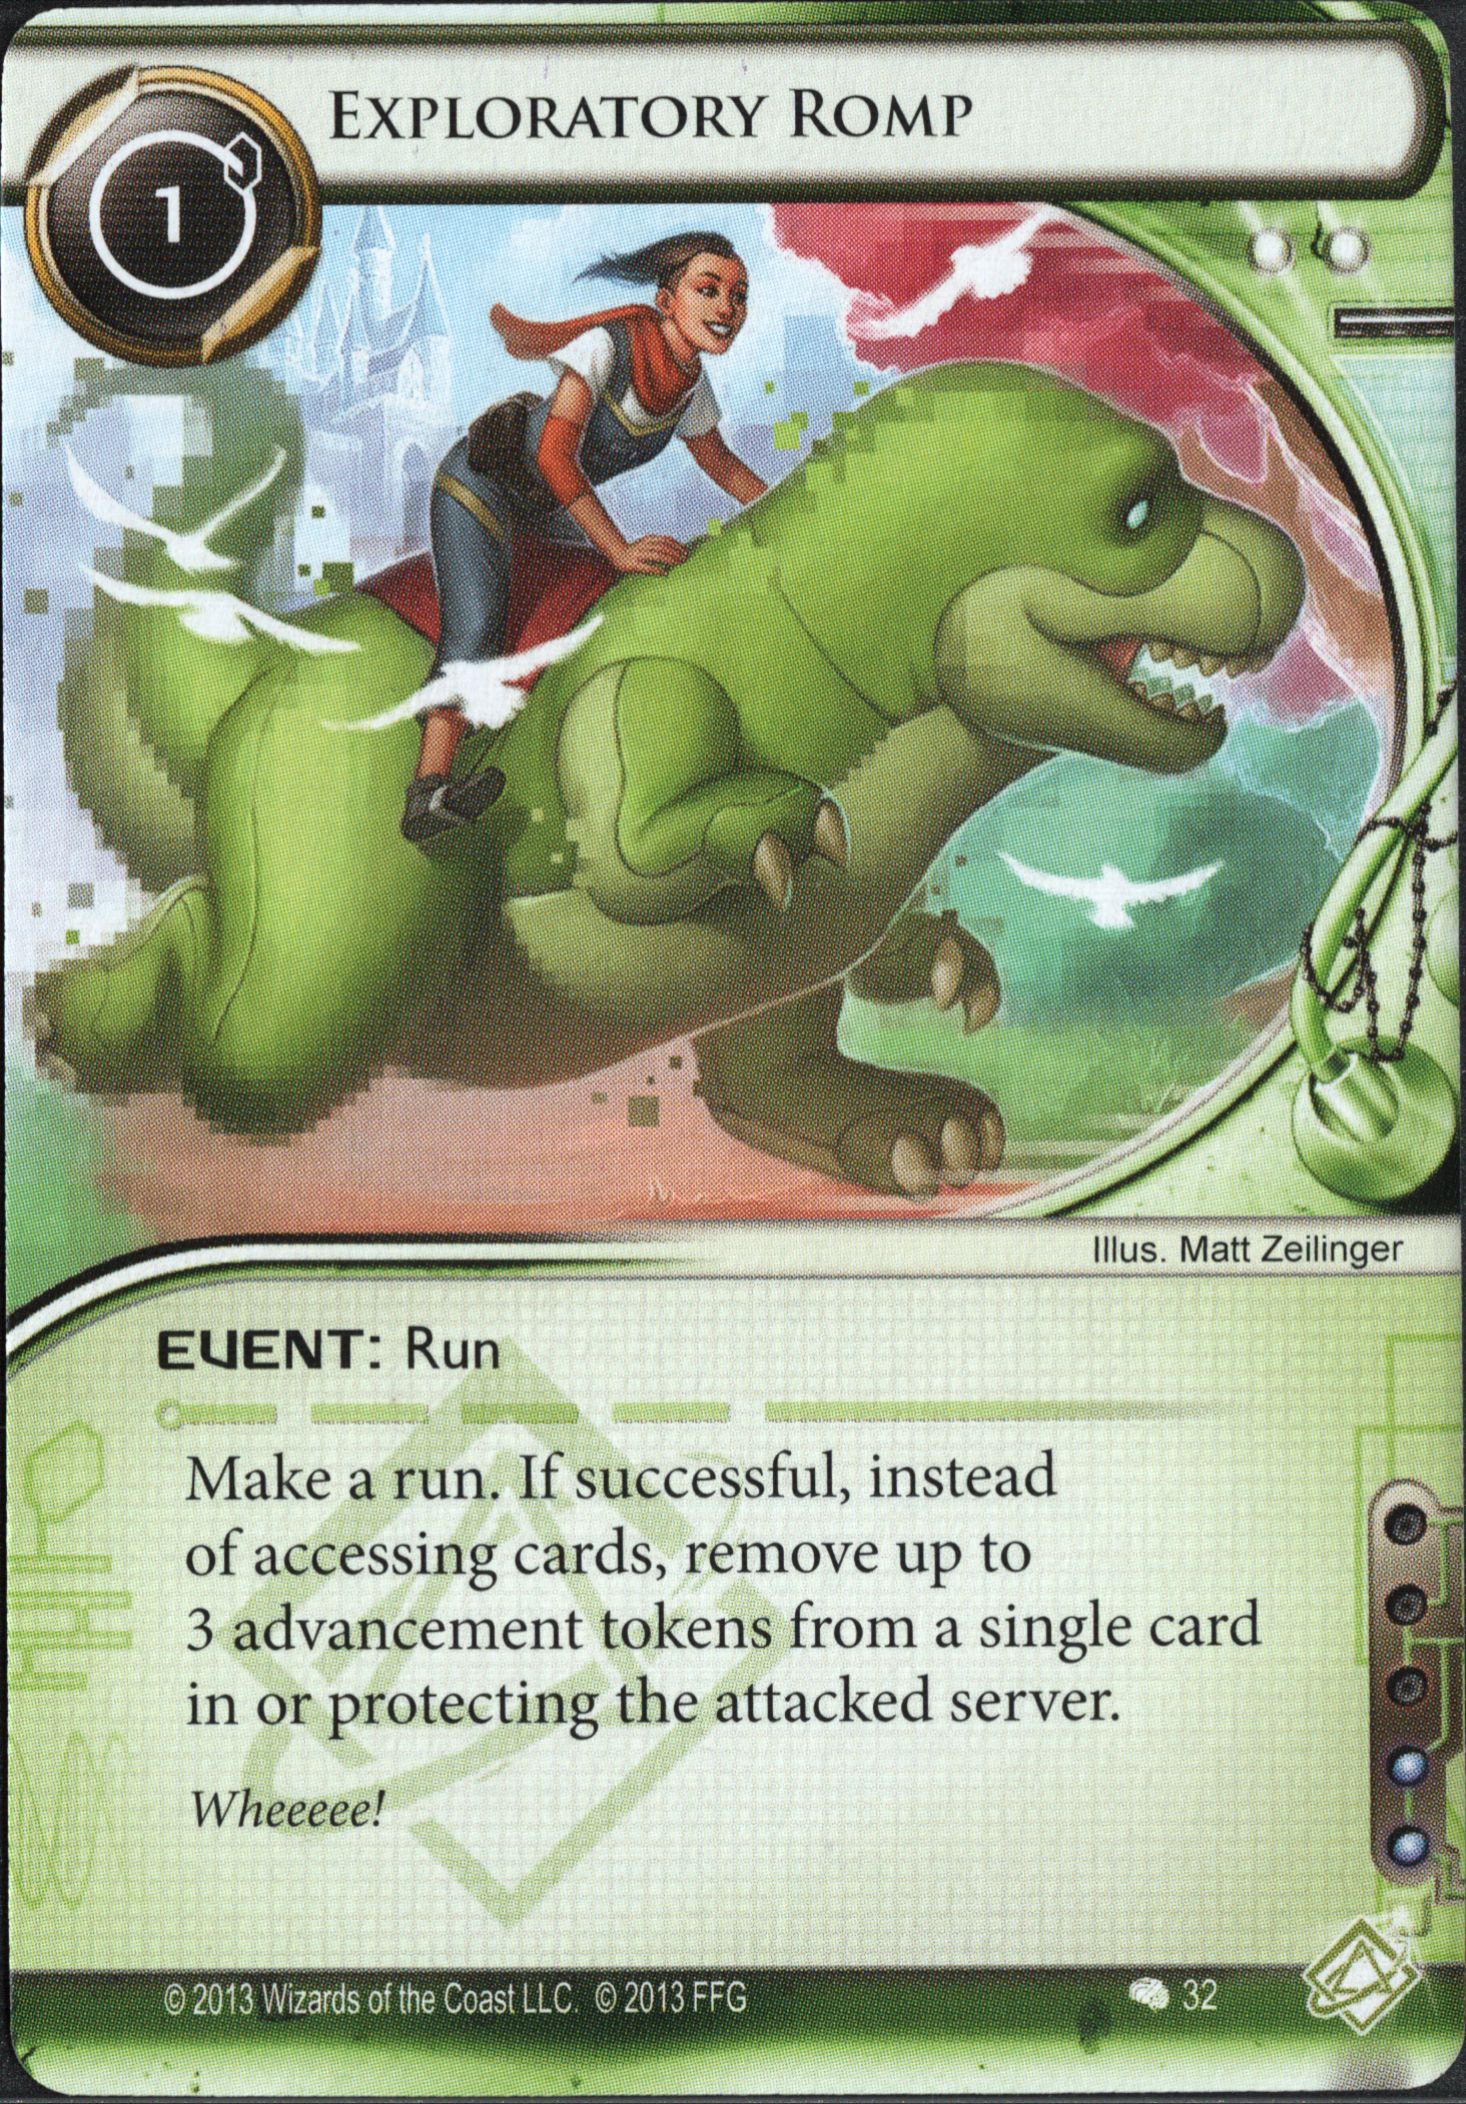 1
Exploratory Romp
Illus. Matt Zeilinger
EVENT: Run
Make a run. If successful, instead
of accessing cards, remove up to
3 advancement tokens from a single card
in or protecting the attacked server.
Wheeeee!
© 2013 Wizards of the Coast LLC. © 2013 FFG 32